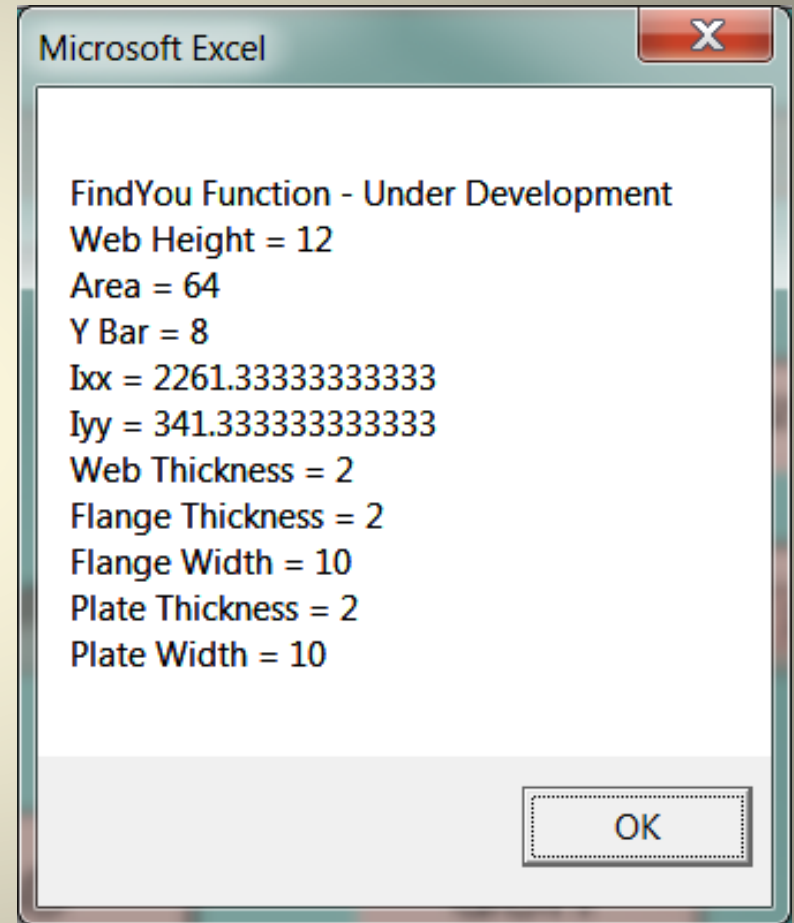 Microsoft Excel
FindYou Function - Under Development
Web Height = 12
Area = 64
Y Bar = 8
Ixx = 2261.33333333333
Iyy = 341.333333333333
Web Thickness = 2
Flange Thickness = 2
Flange Width = 10
Plate Thickness = 2
Plate Width = 10
OK